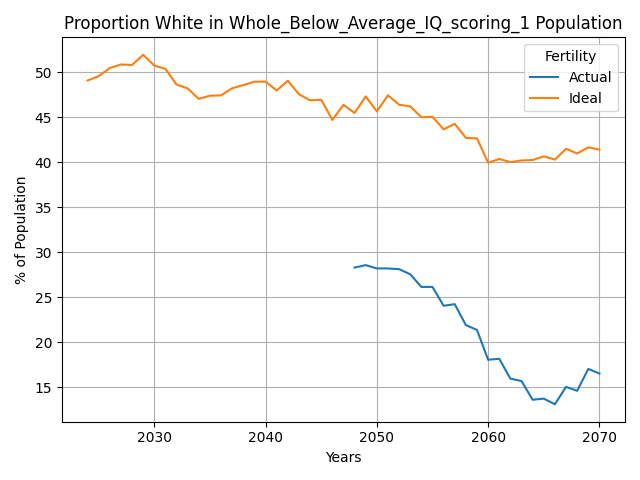 Proportion White in Whole_Below_Average_IQ_scoring_1 Population
Fertility
Actual
Ideal
% of Population
50
45
40
35
30
25
20
15
2030
2040
2050
2060
2070
Years